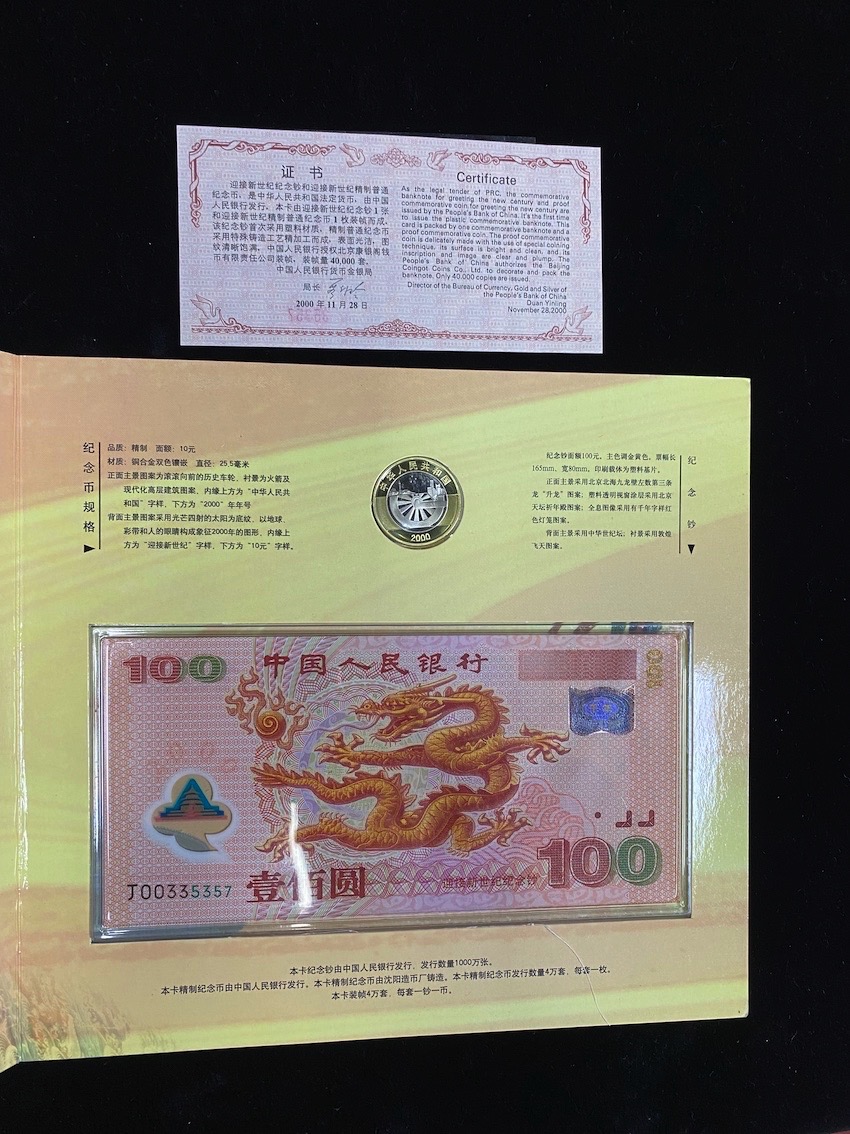 证书
迎接新世纪纪念钞和迎接新世纪精制普通
纪念币，是中华人民共和国法定货币，由中国
人民银行发行，本卡由迎接新世纪纪念钞1张
和迎接新世纪精制普通纪念币1枚装帧而成。
该纪念钞首次采用塑料材质，精制普通纪念币
采用特殊铸造工艺精加工而成，表面光洁，图
纹清晰饱满。中国人民银行授权北京康银阁钱
币有限责任公司装帧，装帧量40,000套。
中国人民银行货币金银局
局长
2000年11月28日
Certificate
As the legal tender of PRC, the commemorative
banknote for greeting the new century and proof
commemorative coin for greeting the new century are
issued by the People's Bank of China. It's the first time
to issue the plastic commemorative banknote. This
card is packed by one commemorative banknote and a
proof commemorative coin. The proof commemorative
coin is delicately made with the use of special coining
technique, its surface is bright and clean, and its
inscription and image are clear and plump. The
People's Bank of China authorizes the Beijing
Coingot Coins Co., Ltd. to decorate and pack the
banknote. Only 40,000 copies are issued.
Director of the Bureau of Currency, Gold and Silver of
the People's Bank of China
Duan Yinling
November 28,2000
纪念币规格
品质：精制 面额：10元
材质：铜合金双色镶嵌 直径：25.5毫米
正面主景图案为滚滚向前的历史车轮，衬景为火箭及
现代化高层建筑图案，内缘上方为“中华人民共
和国”字样，下方为“2000”年年号
背面主景图案采用光芒四射的太阳为底纹，以地球、
彩带和人的眼睛构成象征2000年的图形，内缘上
方为“迎接新世纪”字样，下方为“10元”字样。
中华人民共和国
2000
纪念钞
纪念钞面额100元，主色调金黄色，票幅长
165mm、宽80mm，印刷载体为塑料基片。
正面主景采用北京北海九龙壁左数第三条
龙“升龙”图案；塑料透明视窗涂层采用北京
天坛祈年殿图案；全息图像采用有千年字样红
色灯笼图案。
背面主景采用中华世纪坛；衬景采用敦煌
飞天图案。
100
中国人民银行
100
J00335357
壹佰圆
迎接新世纪纪念钞
100
本卡纪念钞由中国人民银行发行，发行数量1000万张。
本卡精制纪念币由中国人民银行发行。本卡精制纪念币由沈阳造币厂铸造。本卡精制纪念币发行数量4万套，每套一枚。
本卡装帧4万套，每套一钞一币。